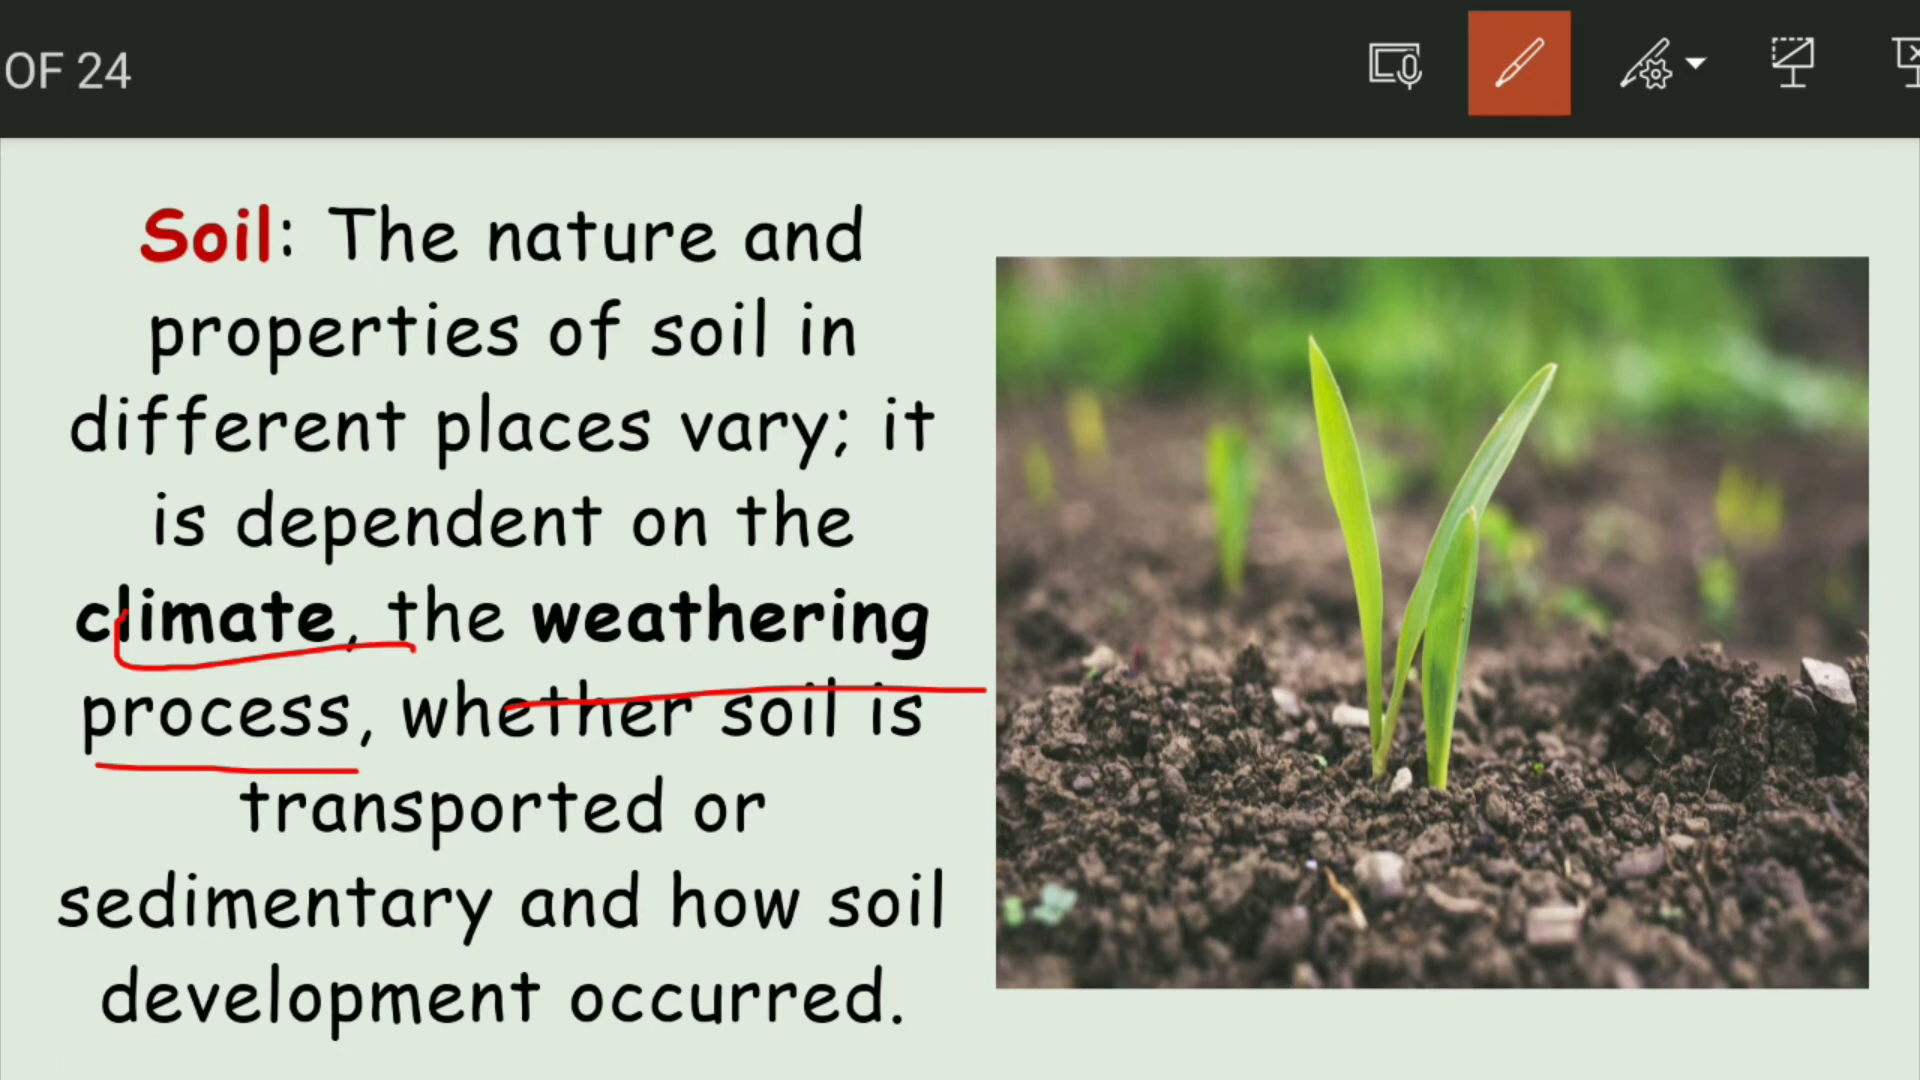 OF 24
Soil: The nature and
properties of soil in
different places vary; it
is dependent on the
climate, the weathering
process, whether soil is
transported or
sedimentary and how soil
development occurred.